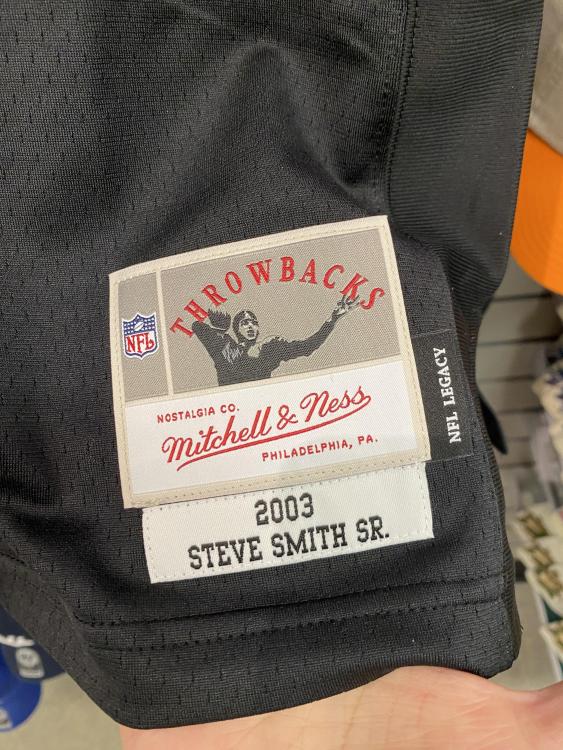 THROWBACKS
NFL
NOSTALGIA CO.
Mitchell & Ness
PHILADELPHIA, PA.
NFL LEGACY
2003
STEVE SMITH SR.